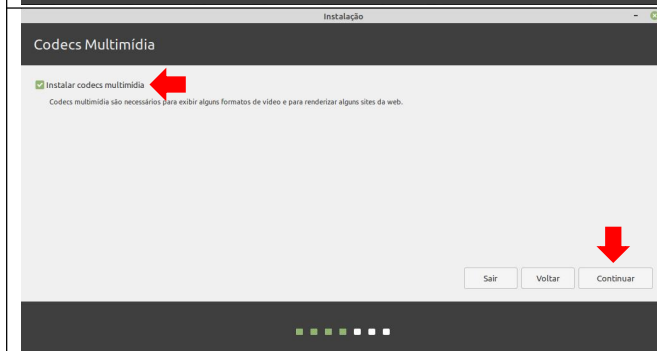 Instalação
Codecs Multimídia
Instalar codecs multimídia
Codecs multimídia são necessários para exibir alguns formatos de vídeo e para renderizar alguns sites da web.
Sair Voltar Continuar